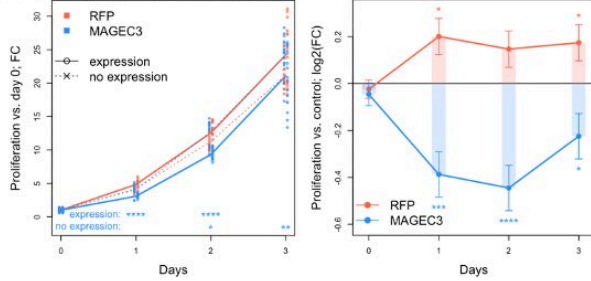 Proliferation vs. day 0; FC
30
25
20
15
10
5
0
RFP
MAGEC3
expression
no expression
expression: **** ****
no expression: * **
0 1 2 3
Days
Proliferation vs. control; log2(FC)
0.2
0.0
-0.2
-0.4
-0.6
* *
*** **** *
RFP
MAGEC3
0 1 2 3
Days